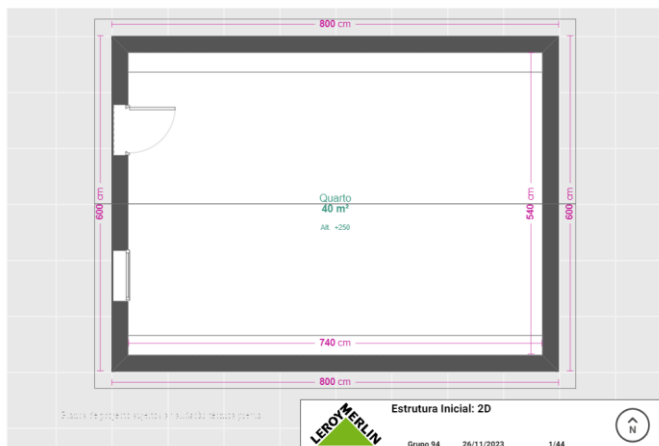 800 cm
600 cm
540 cm
600 cm
Quarto
40 m²
Alt. +250
740 cm
800 cm
Estrutura Inicial: 2D
LEROY MERLIN
Grupo 94 26/11/2023 1/44
N